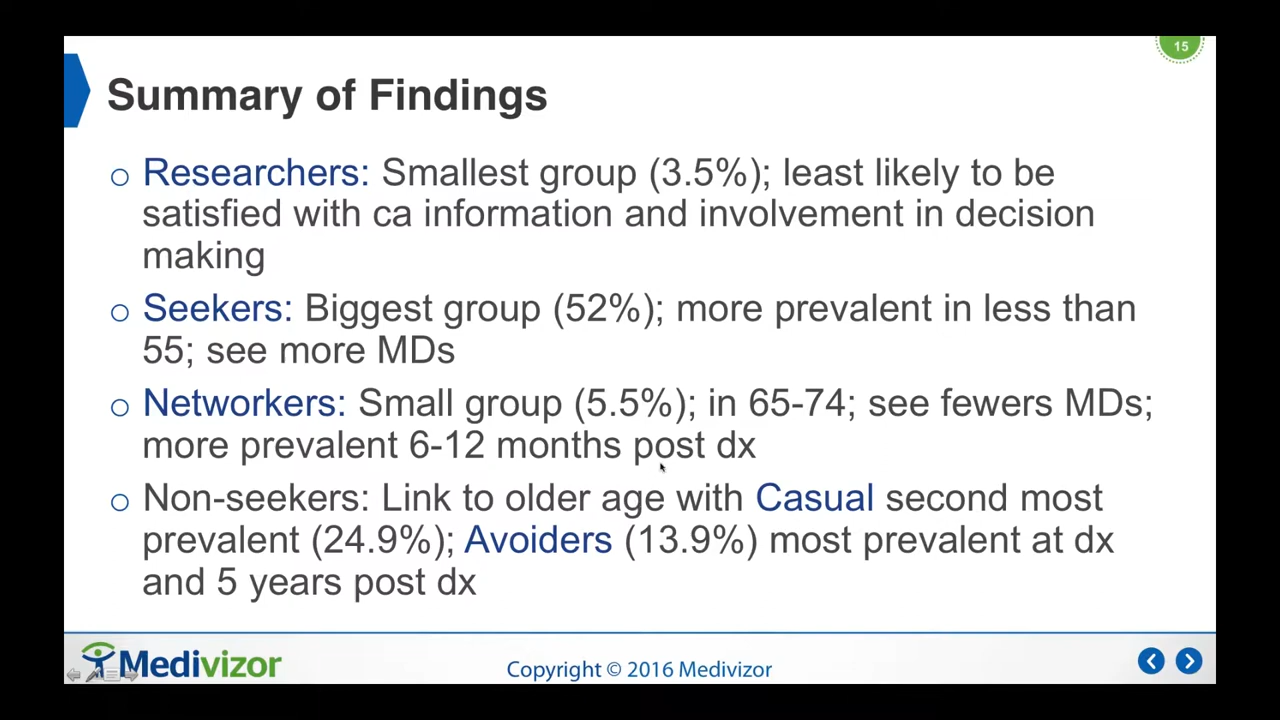 15
Summary of Findings
Researchers: Smallest group (3.5%); least likely to be
satisfied with ca information and involvement in decision
making
Seekers: Biggest group (52%); more prevalent in less than
55; see more MDs
Networkers: Small group (5.5%); in 65-74; see fewers MDs;
more prevalent 6-12 months post dx
Non-seekers: Link to older age with Casual second most
prevalent (24.9%); Avoiders (13.9%) most prevalent at dx
and 5 years post dx
Medivizor
Copyright © 2016 Medivizor